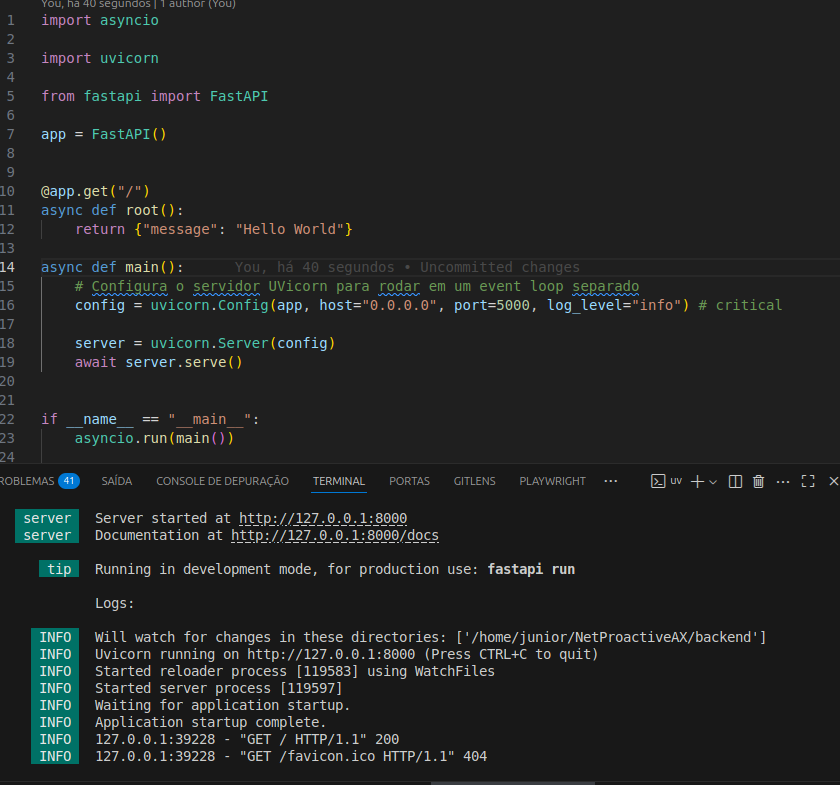 You, há 40 segundos | 1 author (You)
1 import asyncio
2
3 import uvicorn
4
5 from fastapi import FastAPI
6
7 app = FastAPI()
8
9
10 @app.get("/")
11 async def root():
12     return {"message": "Hello World"}
13
14 async def main():      You, há 40 segundos • Uncommitted changes
15     # Configura o servidor UVicorn para rodar em um event loop separado
16     config = uvicorn.Config(app, host="0.0.0.0", port=5000, log_level="info") # critical
17
18     server = uvicorn.Server(config)
19     await server.serve()
20
21
22 if __name__ == "__main__":
23     asyncio.run(main())
24
ROBLEMAS 41 SAÍDA CONSOLE DE DEPURAÇÃO TERMINAL PORTAS GITLENS PLAYWRIGHT ··· uv
server Server started at http://127.0.0.1:8000
server Documentation at http://127.0.0.1:8000/docs
tip Running in development mode, for production use: fastapi run
Logs:
INFO Will watch for changes in these directories: ['/home/junior/NetProactiveAX/backend']
INFO Uvicorn running on http://127.0.0.1:8000 (Press CTRL+C to quit)
INFO Started reloader process [119583] using WatchFiles
INFO Started server process [119597]
INFO Waiting for application startup.
INFO Application startup complete.
INFO 127.0.0.1:39228 - "GET / HTTP/1.1" 200
INFO 127.0.0.1:39228 - "GET /favicon.ico HTTP/1.1" 404